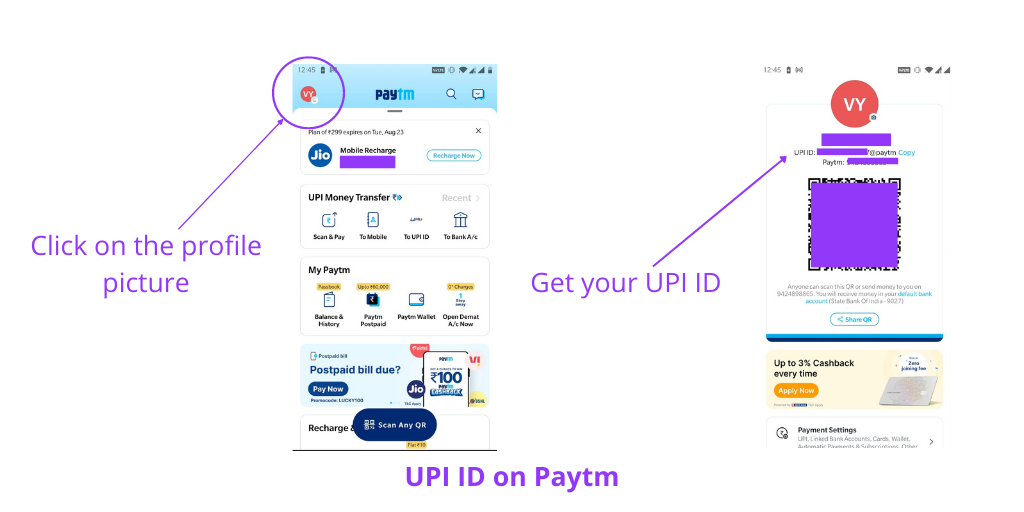 12:45
VY
paytm
Plan of ₹299 expires on Tue, Aug 23
Jio
Mobile Recharge
Recharge Now
UPI Money Transfer
Recent
Scan & Pay
To Mobile
To UPI ID
To Bank A/c
My Paytm
Passbook
Upto ₹60,000
0* Charges
Balance & History
Paytm Postpaid
Paytm Wallet
Open Demat A/c Now
Postpaid bill
Postpaid bill due?
Pay Now
Promocode: LUCKY100
Jio
paytm
₹100
CASHBACK
VI
Recharge &
Scan Any QR
Flat ₹10
Click on the profile
picture
12:45
VY
UPI ID:
@paytm Copy
Paytm:
Anyone can scan this QR or send money to you on
9424898865. You will receive money in your default bank
account (State Bank Of India - 9027)
Share QR
Up to 3% Cashback
every time
Apply Now
Zero
joining fee
Payment Settings
UPI, Linked Bank Accounts, Cards, Wallet,
Automatic Payments & Subscriptions, Other
Get your UPI ID
UPI ID on Paytm